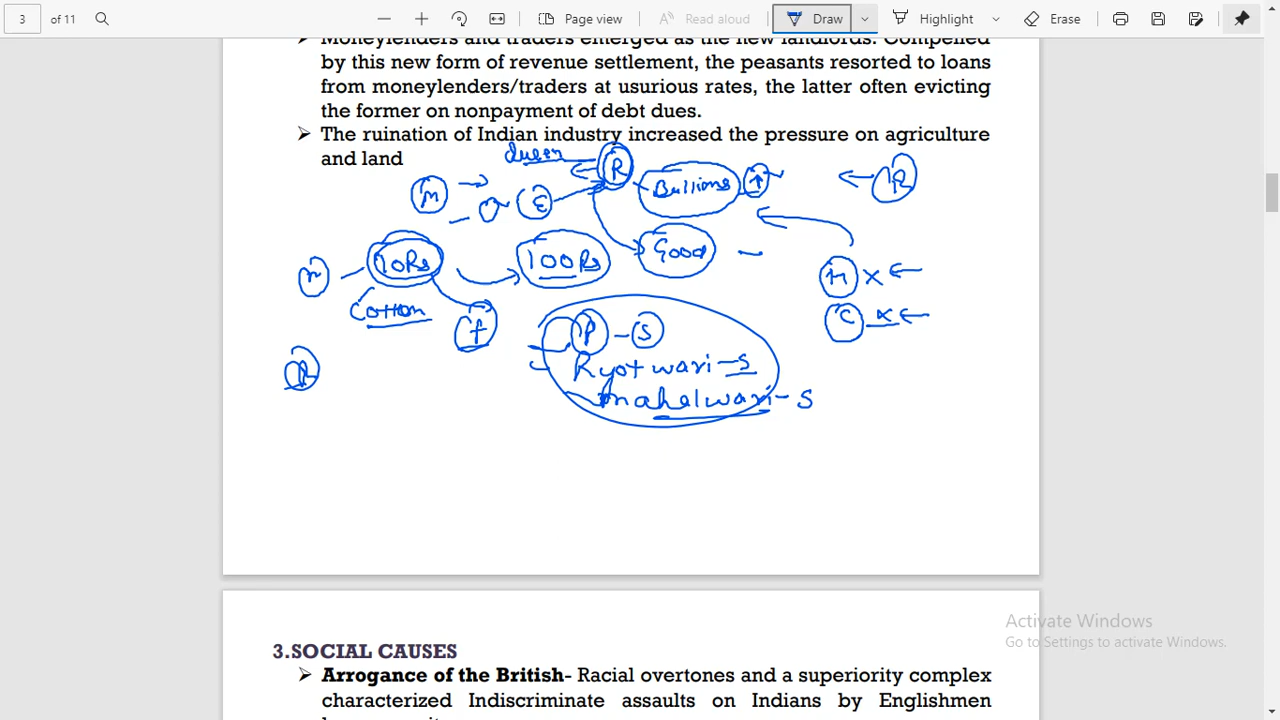 3 of 11 Page view Read aloud Draw Highlight Erase
Moneylenders and traders emerged as the new landlords. Compelled
by this new form of revenue settlement, the peasants resorted to loans
from moneylenders/traders at usurious rates, the latter often evicting
the former on nonpayment of debt dues.
The ruination of Indian industry increased the pressure on agriculture
and land
R Bullions ↑ R
M E
10Rs 100Rs Good
M X
Cotton f C X
P - S
R Ryotwari - S
mahalwari - S
Activate Windows
Go to Settings to activate Windows.
3.SOCIAL CAUSES
Arrogance of the British- Racial overtones and a superiority complex
characterized Indiscriminate assaults on Indians by Englishmen